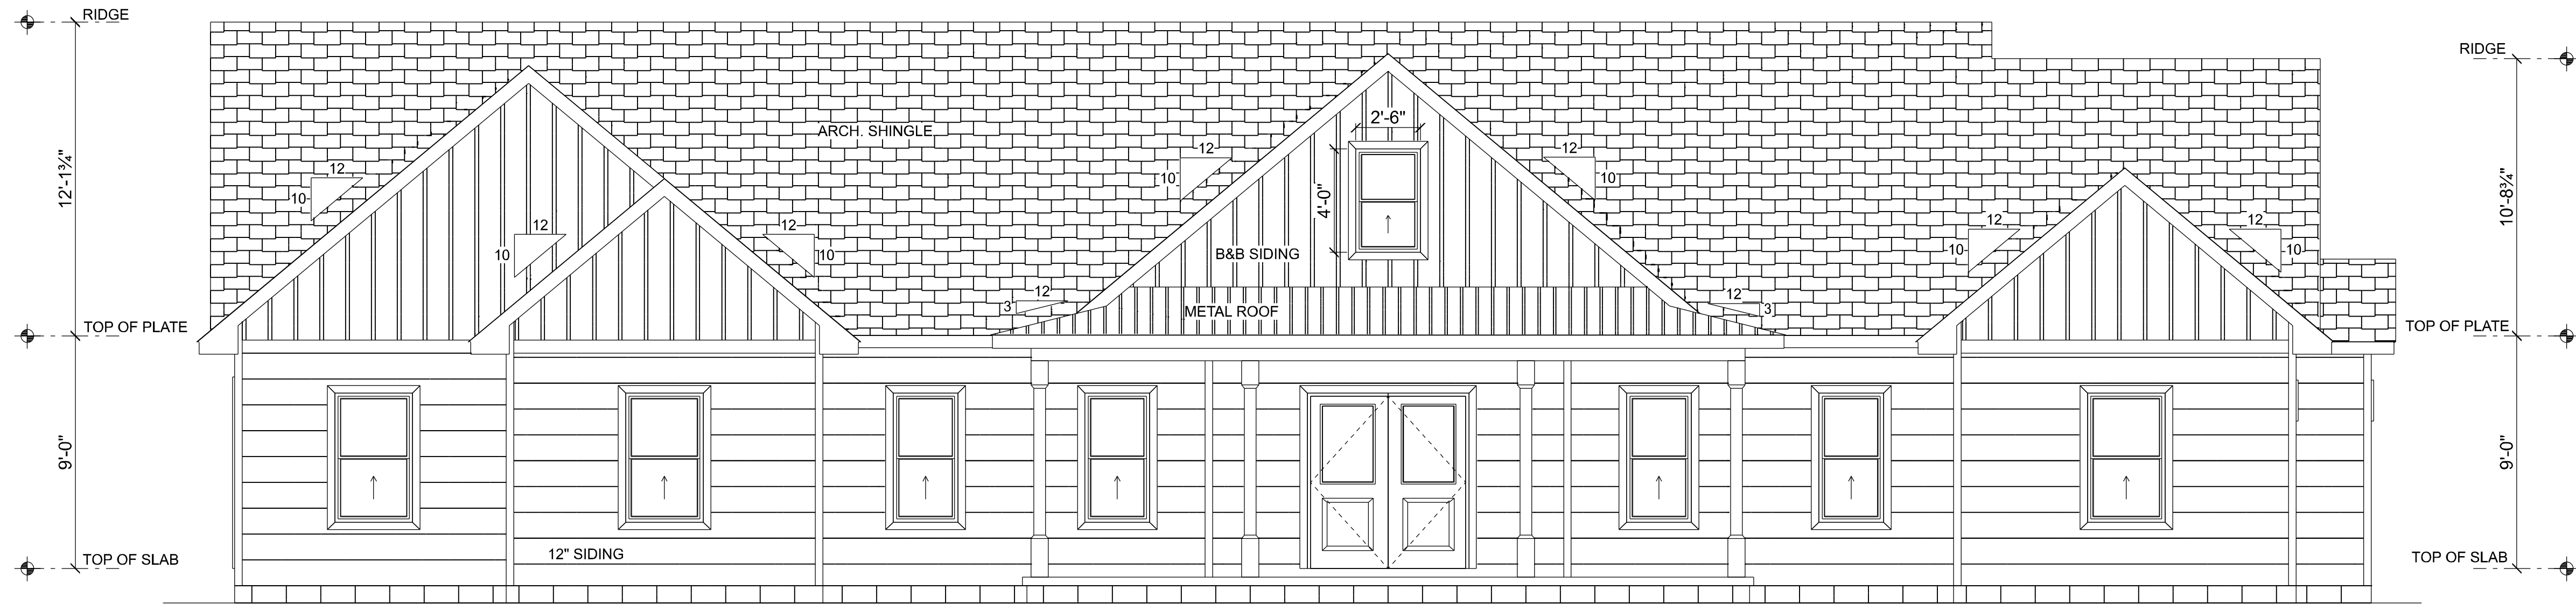 RIDGE
RIDGE
2'-6"
ARCH. SHINGLE
12
12
12
10
10
12'-1¾"
10
10'-8¾"
4'-0"
12
12
12
12
10
10
B&B SIDING
10
10
12
12
3
METAL ROOF
3
TOP OF PLATE
TOP OF PLATE
9'-0"
9'-0"
12" SIDING
TOP OF SLAB
TOP OF SLAB